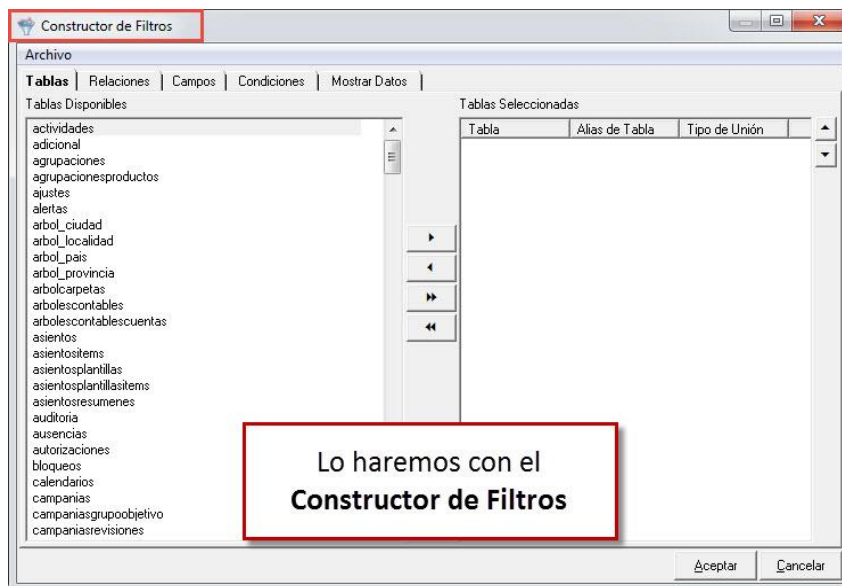 Constructor de Filtros
Archivo
Tablas | Relaciones | Campos | Condiciones | Mostrar Datos |
Tablas Disponibles
Tablas Seleccionadas
Tabla Alias de Tabla Tipo de Unión
actividades
adicional
agrupaciones
agrupacionesproductos
ajustes
alertas
arbol_ciudad
arbol_localidad
arbol_pais
arbol_provincia
arbolcarpetas
arbolescontables
arbolescontablescuentas
asientos
asientositems
asientosplantillas
asientosplantillasitems
asientosresumenes
auditoria
ausencias
autorizaciones
bloqueos
calendarios
campanias
campaniasgrupoobjetivo
campaniasrevisiones
Lo haremos con el
Constructor de Filtros
Aceptar Cancelar